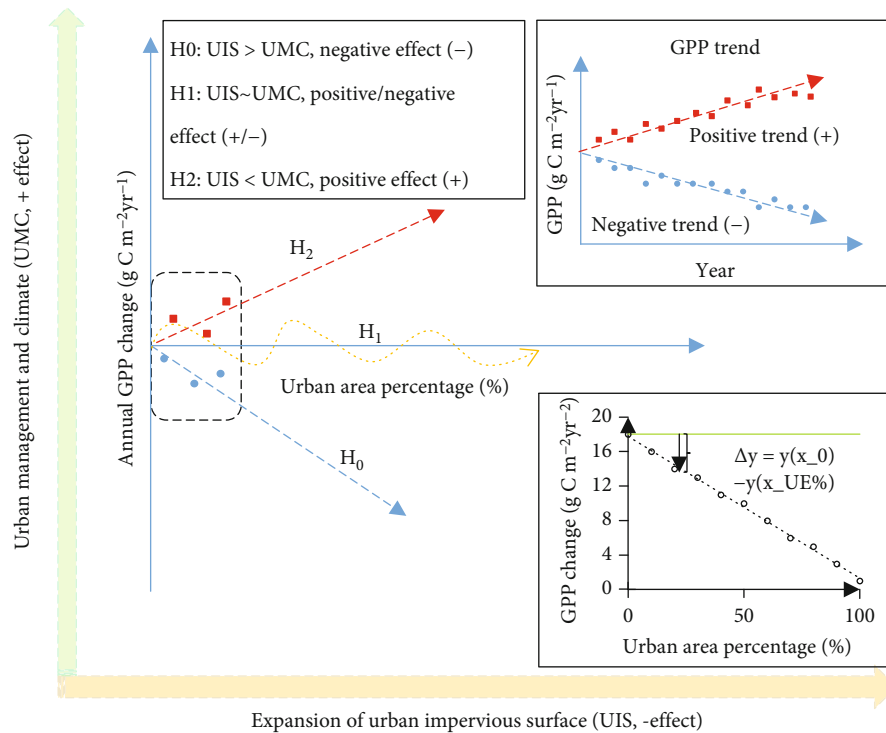 H0: UIS > UMC, negative effect (−)
H1: UIS~UMC, positive/negative
effect (+/−)
H2: UIS < UMC, positive effect (+)
GPP trend
GPP (g C m⁻²yr⁻¹)
Positive trend (+)
Negative trend (−)
Year
Urban management and climate (UMC, + effect)
Annual GPP change (g C m⁻²yr⁻¹)
H₂
H₁
Urban area percentage (%)
H₀
GPP change (g C m⁻²yr⁻²)
20
16
12
8
4
0
Δy = y(x_0)
−y(x_UE%)
0
50
100
Urban area percentage (%)
Expansion of urban impervious surface (UIS, -effect)